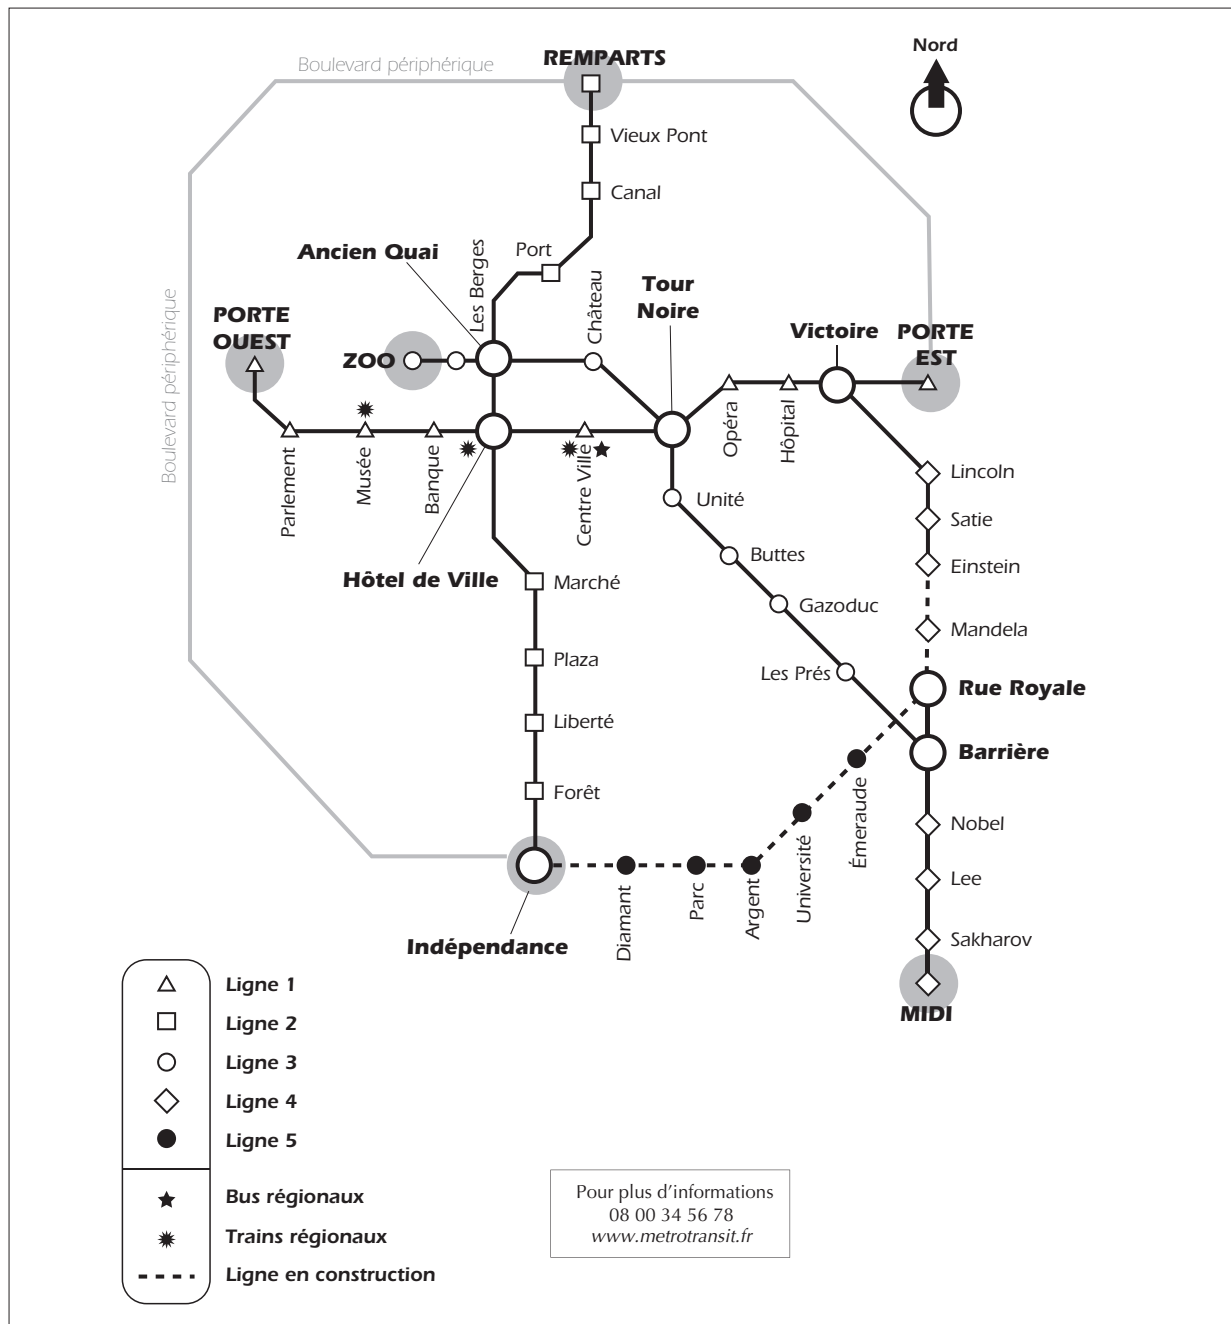 Nord
REMPARTS
Boulevard périphérique
Vieux Pont
Canal
Ancien Quai
Les Berges
Port
Château
Tour
Noire
Boulevard périphérique
PORTE
OUEST
ZOO
Victoire
PORTE
EST
Parlement
Musée
Banque
Centre Ville
Opéra
Hôpital
Lincoln
Unité
Satie
Buttes
Einstein
Hôtel de Ville
Marché
Gazoduc
Mandela
Plaza
Les Prés
Rue Royale
Liberté
Barrière
Forêt
Émeraude
Université
Nobel
Diamant
Parc
Argent
Lee
Indépendance
Sakharov
MIDI
Ligne 1
Ligne 2
Ligne 3
Ligne 4
Ligne 5
Bus régionaux
Trains régionaux
Ligne en construction
Pour plus d'informations
08 00 34 56 78
www.metrotransit.fr